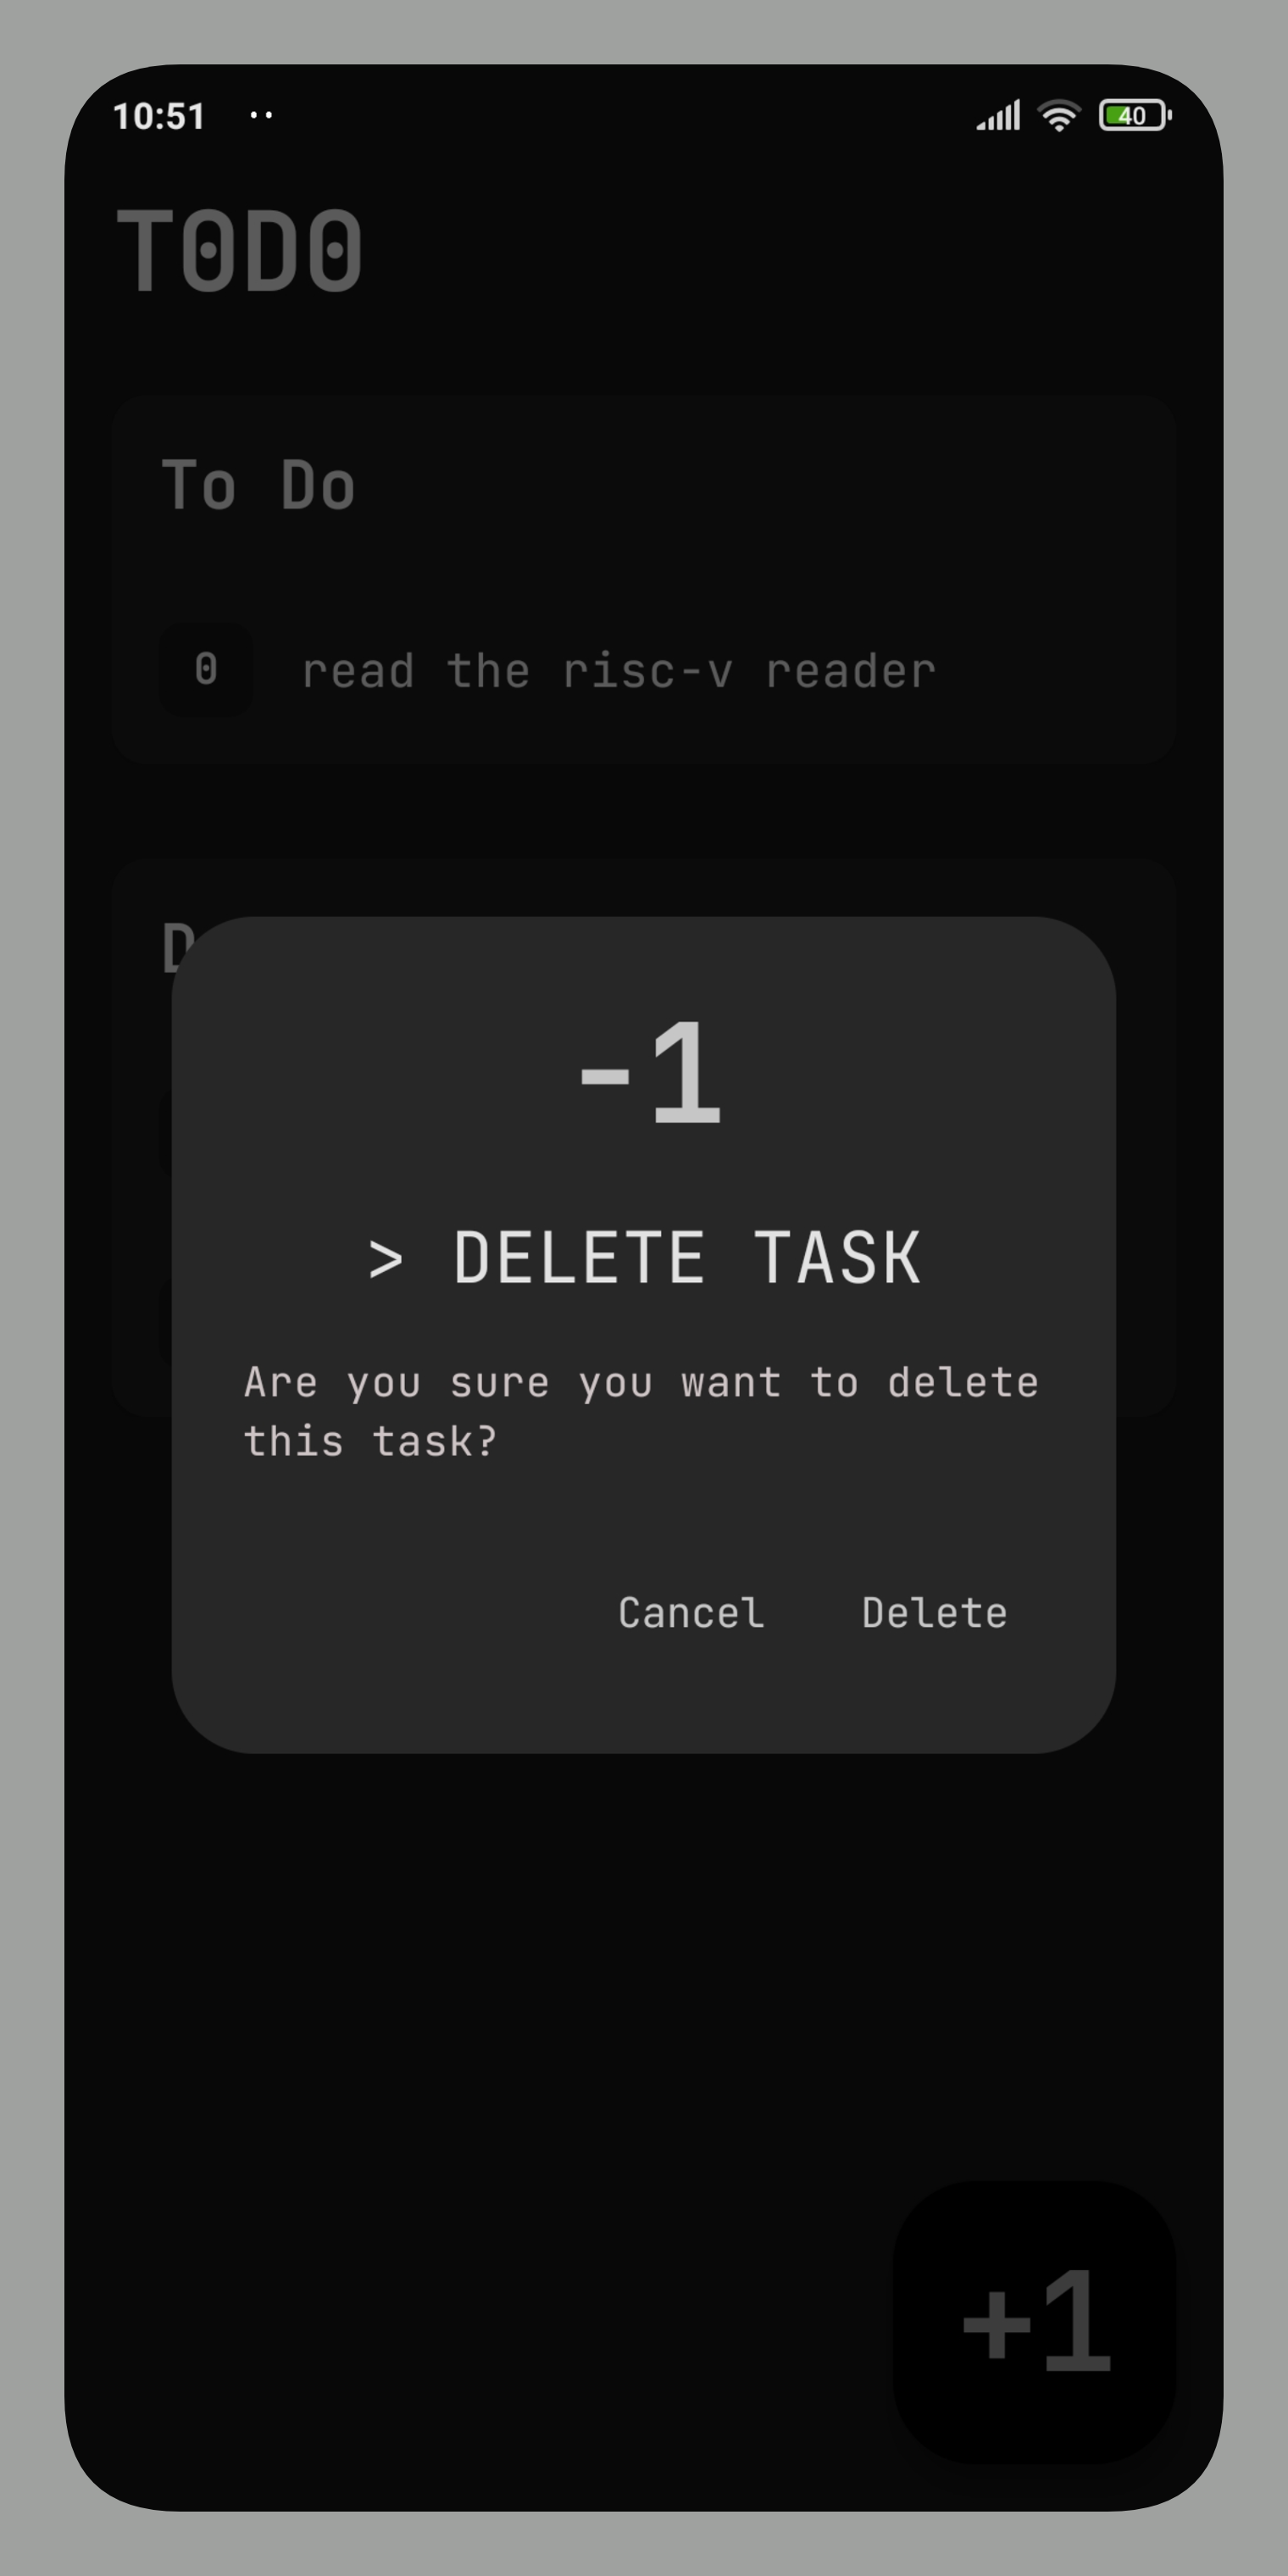 10:51
40
T0D0
To Do
0 read the risc-v reader
D
-1
> DELETE TASK
Are you sure you want to delete
this task?
Cancel Delete
+1